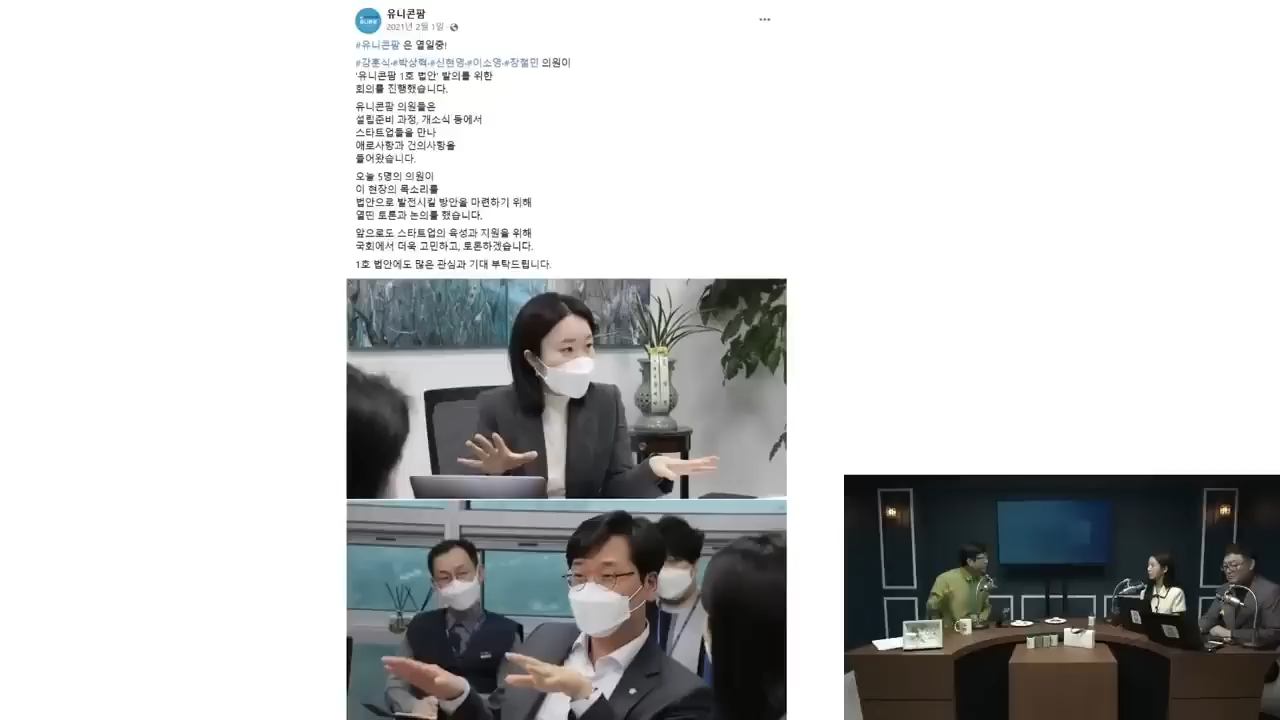 유니콘팜
2021년 2월 1일
#유니콘팜 은 열일중!
#강훈식·#박상혁·#신현영·#이소영·#장철민 의원이
'유니콘팜 1호 법안' 발의를 위한
회의를 진행했습니다.
유니콘팜 의원들은
설립준비 과정, 개소식 등에서
스타트업들을 만나
애로사항과 건의사항을
들어왔습니다.
오늘 5명의 의원이
이 현장의 목소리를
법안으로 발전시킬 방안을 마련하기 위해
열띤 토론과 논의를 했습니다.
앞으로도 스타트업의 육성과 지원을 위해
국회에서 더욱 고민하고, 토론하겠습니다.
1호 법안에도 많은 관심과 기대 부탁드립니다.